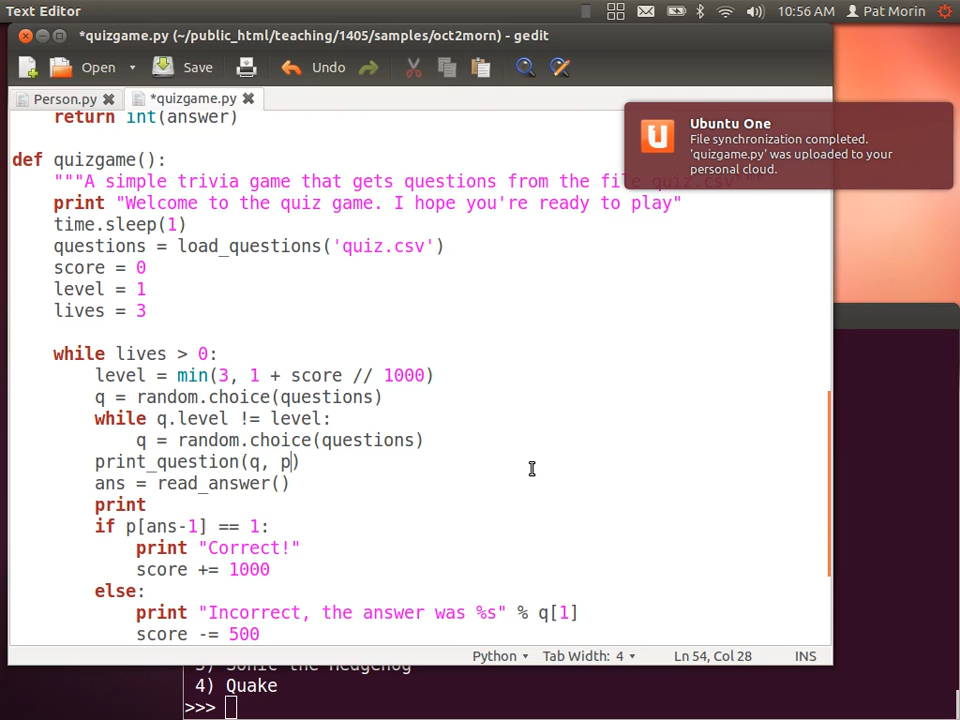 Text Editor
10:56 AM Pat Morin
*quizgame.py (~/public_html/teaching/1405/samples/oct2morn) - gedit
Open Save Undo
Person.py *quizgame.py
return int(answer)
def quizgame():
"""A simple trivia game that gets questions from the file quiz.csv"""
print "Welcome to the quiz game. I hope you're ready to play"
time.sleep(1)
questions = load_questions('quiz.csv')
score = 0
level = 1
lives = 3
while lives > 0:
level = min(3, 1 + score // 1000)
q = random.choice(questions)
while q.level != level:
q = random.choice(questions)
print_question(q, p)
ans = read_answer()
print
if p[ans-1] == 1:
print "Correct!"
score += 1000
else:
print "Incorrect, the answer was %s" % q[1]
score -= 500
Python Tab Width: 4 Ln 54, Col 28 INS
Ubuntu One
File synchronization completed.
'quizgame.py' was uploaded to your
personal cloud.
3) Sonic the Hedgehog
4) Quake
>>>